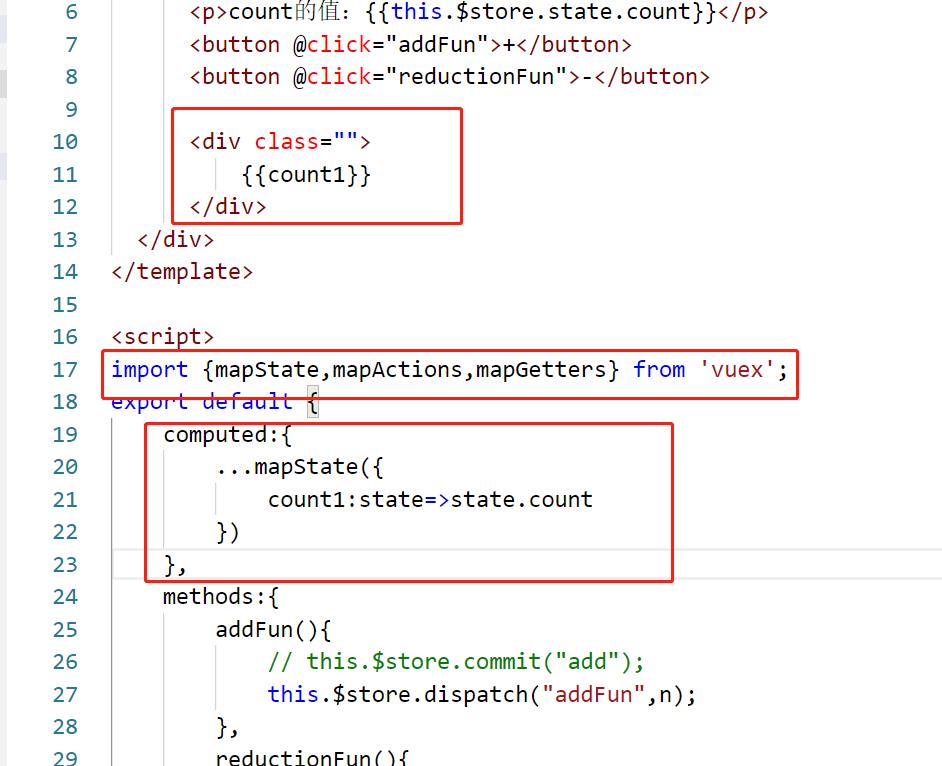 6 <p>count的值：{{this.$store.state.count}}</p>
7 <button @click="addFun">+</button>
8 <button @click="reductionFun">-</button>
9
10 <div class="">
11 {{count1}}
12 </div>
13 </div>
14 </template>
15
16 <script>
17 import {mapState,mapActions,mapGetters} from 'vuex';
18 export default {
19 computed:{
20 ...mapState({
21 count1:state=>state.count
22 })
23 },
24 methods:{
25 addFun(){
26 // this.$store.commit("add");
27 this.$store.dispatch("addFun",n);
28 },
29 reductionFun(){